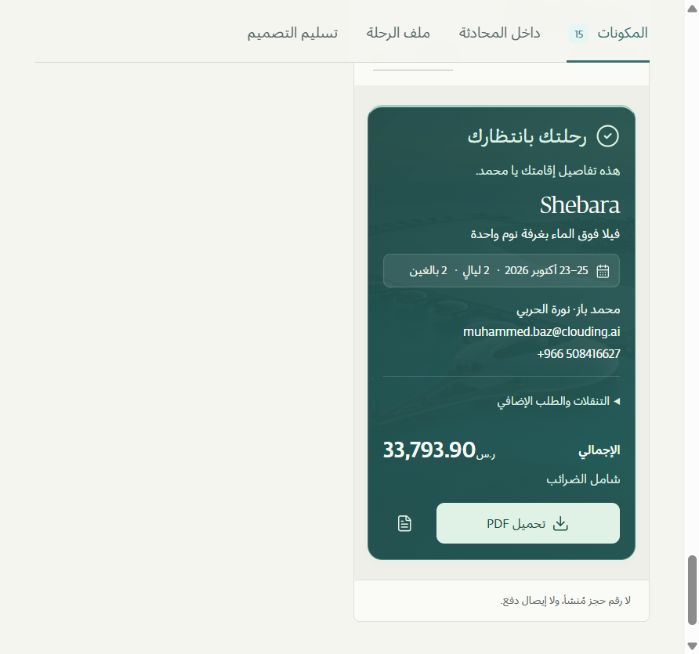 المكونات 15 داخل المحادثة ملف الرحلة تسليم التصميم
رحلتك بانتظارك
هذه تفاصيل إقامتك يا محمد.
Shebara
فيلا فوق الماء بغرفة نوم واحدة
23–25 أكتوبر 2026 · 2 ليالٍ · 2 بالغين
محمد باز · نورة الحربي
muhammed.baz@clouding.ai
+966 508416627
◀ التنقلات والطلب الإضافي
الإجمالي 33,793.90 ر.س
شامل الضرائب
تحميل PDF
لا رقم حجز مُنشأ، ولا إيصال دفع.